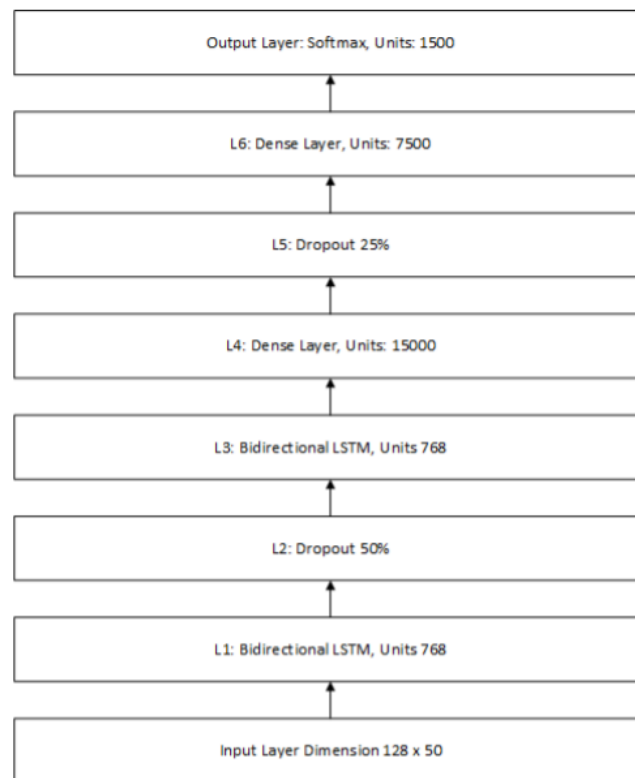 Output Layer: Softmax, Units: 1500
L6: Dense Layer, Units: 7500
L5: Dropout 25%
L4: Dense Layer, Units: 15000
L3: Bidirectional LSTM, Units 768
L2: Dropout 50%
L1: Bidirectional LSTM, Units 768
Input Layer Dimension 128 x 50